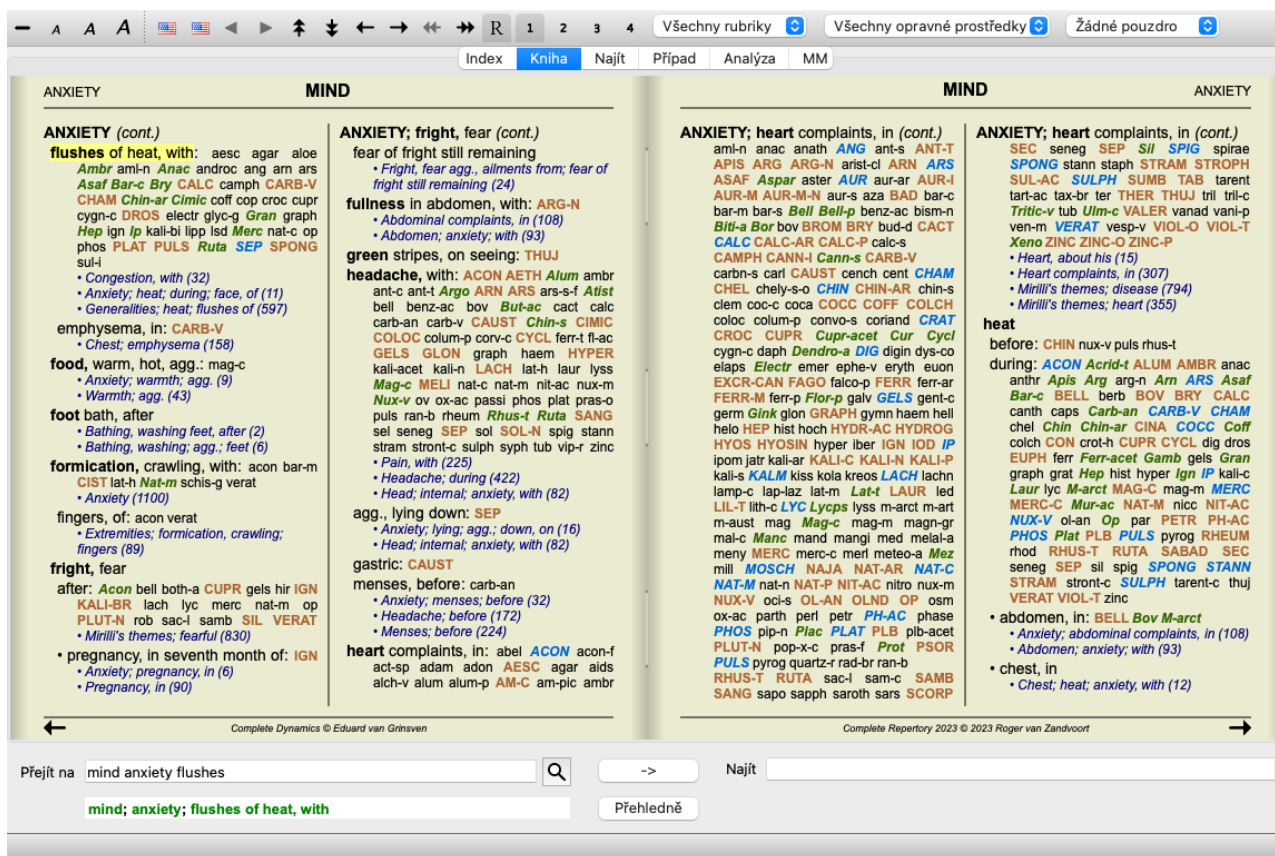 A A A R 1 2 3 4 Všechny rubriky Všechny opravné prostředky Žádné pouzdro
Index Kniha Najít Případ Analýza MM
ANXIETY MIND
ANXIETY (cont.)
flushes of heat, with: aesc agar aloe
Ambr aml-n Anac androc ang arn ars
Asaf Bar-c Bry CALC camph CARB-V
CHAM Chin-ar Cimic coff cop croc cupr
cygn-c DROS electr glyc-g Gran graph
Hep ign Ip kali-bi lipp lsd Merc nat-c op
phos PLAT PULS Ruta SEP SPONG
sul-i
• Congestion, with (32)
• Anxiety; heat; during; face, of (11)
• Generalities; heat; flushes of (597)
emphysema, in: CARB-V
• Chest; emphysema (158)
food, warm, hot, agg.: mag-c
• Anxiety; warmth; agg. (9)
• Warmth; agg. (43)
foot bath, after
• Bathing, washing feet, after (2)
• Bathing, washing; agg.; feet (6)
formication, crawling, with: acon bar-m
CIST lat-h Nat-m schis-g verat
• Anxiety (1100)
fingers, of: acon verat
• Extremities; formication, crawling;
fingers (89)
fright, fear
after: Acon bell both-a CUPR gels hir IGN
KALI-BR lach lyc merc nat-m op
PLUT-N rob sac-l samb SIL VERAT
• Mirilli's themes; fearful (830)
• pregnancy, in seventh month of: IGN
• Anxiety; pregnancy, in (6)
• Pregnancy, in (90)
ANXIETY; fright, fear (cont.)
fear of fright still remaining
• Fright, fear agg., ailments from; fear of
fright still remaining (24)
fullness in abdomen, with: ARG-N
• Abdominal complaints, in (108)
• Abdomen; anxiety; with (93)
green stripes, on seeing: THUJ
headache, with: ACON AETH Alum ambr
ant-c ant-t Argo ARN ARS ars-s-f Atist
bell benz-ac bov But-ac cact calc
carb-an carb-v CAUST Chin-s CIMIC
COLOC colum-p corv-c CYCL ferr-t fl-ac
GELS GLON graph haem HYPER
kali-acet kali-n LACH lat-h laur lyss
Mag-c MELI nat-c nat-m nit-ac nux-m
Nux-v ov ox-ac passi phos plat pras-o
puls ran-b rheum Rhus-t Ruta SANG
sel seneg SEP sol SOL-N spig stann
stram stront-c sulph syph tub vip-r zinc
• Pain, with (225)
• Headache; during (422)
• Head; internal; anxiety, with (82)
agg., lying down: SEP
• Anxiety; lying; agg.; down, on (16)
• Head; internal; anxiety, with (82)
gastric: CAUST
menses, before: carb-an
• Anxiety; menses; before (32)
• Headache; before (172)
• Menses; before (224)
heart complaints, in: abel ACON acon-f
act-sp adam adon AESC agar aids
alch-v alum alum-p AM-C am-pic ambr
Complete Dynamics © Eduard van Grinsven
MIND ANXIETY
ANXIETY; heart complaints, in (cont.)
aml-n anac anath ANG ant-s ANT-T
APIS ARG ARG-N arist-cl ARN ARS
ASAF Aspar aster AUR aur-ar AUR-I
AUR-M AUR-M-N aur-s aza BAD bar-c
bar-m bar-s Bell Bell-p benz-ac bism-n
Biti-a Bor bov BROM BRY bud-d CACT
CALC CALC-AR CALC-P calc-s
CAMPH CANN-I Cann-s CARB-V
carbn-s carl CAUST cench cent CHAM
CHEL chely-s-o CHIN CHIN-AR chin-s
clem coc-c coca COCC COFF COLCH
coloc colum-p convo-s coriand CRAT
CROC CUPR Cupr-acet Cur Cycl
cygn-c daph Dendro-a DIG digin dys-co
elaps Electr emer ephe-v eryth euon
EXCR-CAN FAGO falco-p FERR ferr-ar
FERR-M ferr-p Flor-p galv GELS gent-c
germ Gink glon GRAPH gymn haem hell
helo HEP hist hoch HYDR-AC HYDROG
HYOS HYOSIN hyper iber IGN IOD IP
ipom jatr kali-ar KALI-C KALI-N KALI-P
kali-s KALM kiss kola kreos LACH lachn
lamp-c lap-laz lat-m Lat-t LAUR led
LIL-T lith-c LYC Lycps lyss m-arct m-art
m-aust mag Mag-c mag-m magn-gr
mal-c Manc mand mangi med melal-a
meny MERC merc-c merl meteo-a Mez
mill MOSCH NAJA NAT-AR NAT-C
NAT-M nat-n NAT-P NIT-AC nitro nux-m
NUX-V oci-s OL-AN OLND OP osm
ox-ac parth perl petr PH-AC phase
PHOS pip-n Plac PLAT PLB plb-acet
PLUT-N pop-x-c pras-f Prot PSOR
PULS pyrog quartz-r rad-br ran-b
RHUS-T RUTA sac-l sam-c SAMB
SANG sapo sapph saroth sars SCORP
ANXIETY; heart complaints, in (cont.)
SEC seneg SEP Sil SPIG spirae
SPONG stann staph STRAM STROPH
SUL-AC SULPH SUMB TAB tarent
tart-ac tax-br ter THER THUJ tril tril-c
Tritic-v tub Ulm-c VALER vanad vani-p
ven-m VERAT vesp-v VIOL-O VIOL-T
Xeno ZINC ZINC-O ZINC-P
• Heart, about his (15)
• Heart complaints, in (307)
• Mirilli's themes; disease (794)
• Mirilli's themes; heart (355)
heat
before: CHIN nux-v puls rhus-t
during: ACON Acrid-t ALUM AMBR anac
anthr Apis Arg arg-n Arn ARS Asaf
Bar-c BELL berb BOV BRY CALC
canth caps Carb-an CARB-V CHAM
chel Chin Chin-ar CINA COCC Coff
colch CON crot-h CUPR CYCL dig dros
EUPH ferr Ferr-acet Gamb gels Gran
graph grat Hep hist hyper Ign IP kali-c
Laur lyc M-arct MAG-C mag-m MERC
MERC-C Mur-ac NAT-M nicc NIT-AC
NUX-V ol-an Op par PETR PH-AC
PHOS Plat PLB PULS pyrog RHEUM
rhod RHUS-T RUTA SABAD SEC
seneg SEP sil spig SPONG STANN
STRAM stront-c SULPH tarent-c thuj
VERAT VIOL-T zinc
• abdomen, in: BELL Bov M-arct
• Anxiety; abdominal complaints, in (108)
• Abdomen; anxiety; with (93)
• chest, in
• Chest; heat; anxiety, with (12)
Complete Repertory 2023 © 2023 Roger van Zandvoort
Přejít na mind anxiety flushes -> Najít
mind; anxiety; flushes of heat, with Přehledně